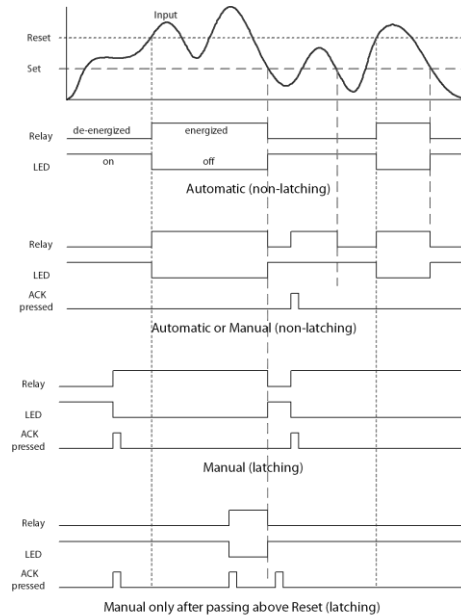 Input
Reset
Set
de-energized energized
Relay
on off
LED
Automatic (non-latching)
Relay
LED
ACK
pressed
Automatic or Manual (non-latching)
Relay
LED
ACK
pressed
Manual (latching)
Relay
LED
ACK
pressed
Manual only after passing above Reset (latching)